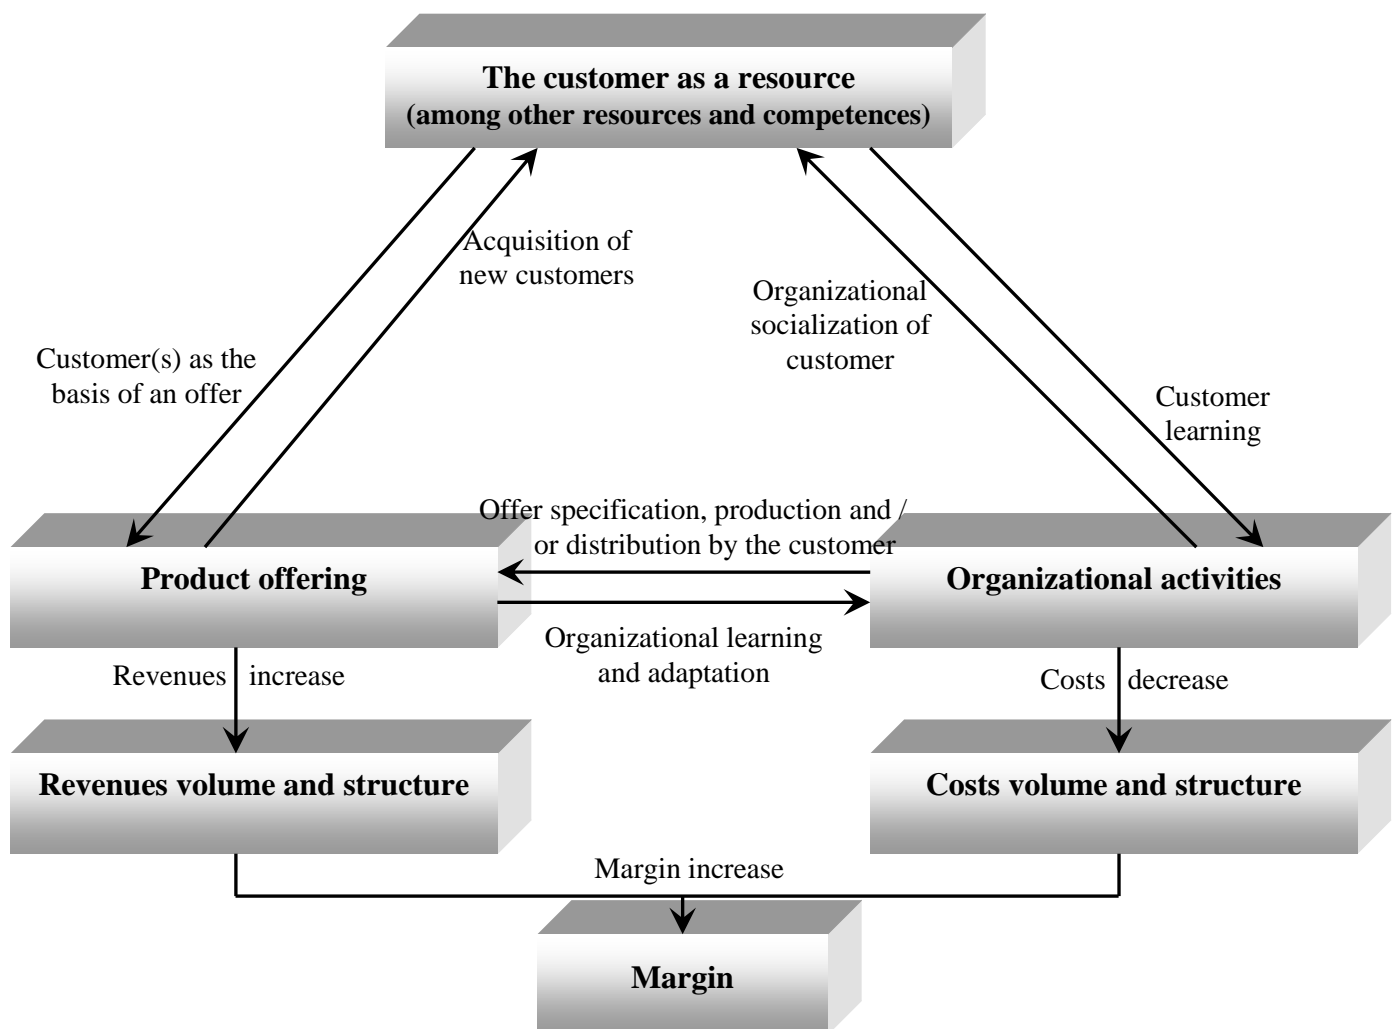 The customer as a resource
(among other resources and competences)
Acquisition of
new customers
Organizational
socialization of
customer
Customer(s) as the
basis of an offer
Customer
learning
Offer specification, production and /
or distribution by the customer
Product offering
Organizational activities
Organizational learning
and adaptation
Revenues increase
Costs decrease
Revenues volume and structure
Costs volume and structure
Margin increase
Margin